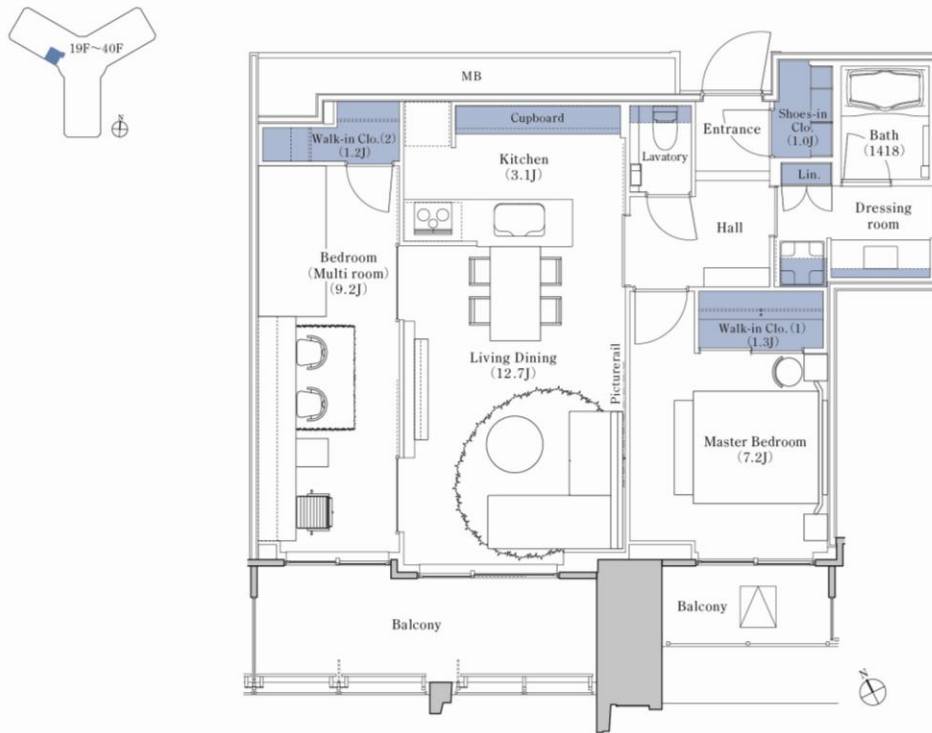 19F～40F
N
MB
Walk-in Clo.(2)
(1.2J)
Cupboard
Kitchen
(3.1J)
Lavatory
Entrance
Shoes-in
Clo.
(1.0J)
Bath
(1418)
Lin.
Dressing
room
Hall
Bedroom
(Multi room)
(9.2J)
Living Dining
(12.7J)
Picturerail
Walk-in Clo.(1)
(1.3J)
Master Bedroom
(7.2J)
Balcony
Balcony
N